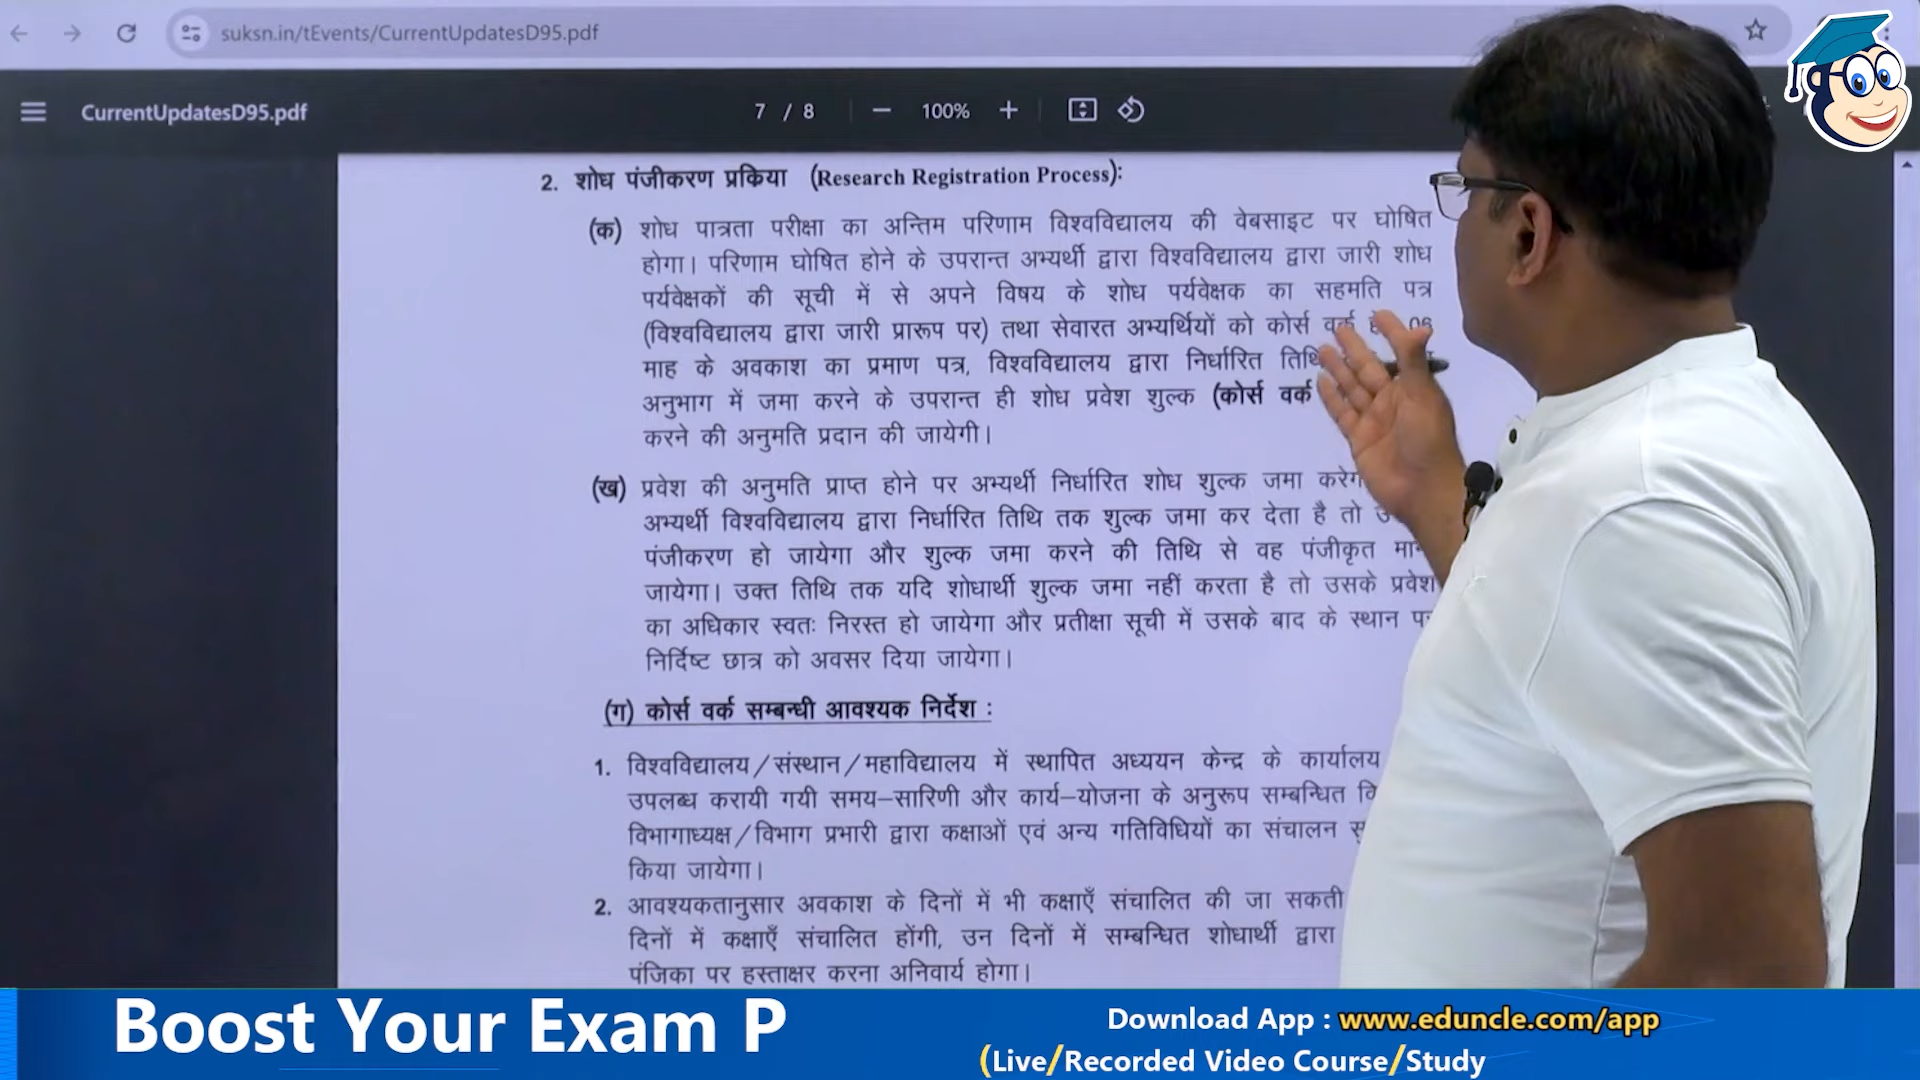 suksn.in/tEvents/CurrentUpdatesD95.pdf
CurrentUpdatesD95.pdf
7 / 8
100%
2. शोध पंजीकरण प्रकिया (Research Registration Process):
(क) शोध पात्रता परीक्षा का अन्तिम परिणाम विश्वविद्यालय की वेबसाइट पर घोषित
होगा। परिणाम घोषित होने के उपरान्त अभ्यर्थी द्वारा विश्वविद्यालय द्वारा जारी शोध
पर्यवेक्षकों की सूची में से अपने विषय के शोध पर्यवेक्षक का सहमति पत्र
(विश्वविद्यालय द्वारा जारी प्रारूप पर) तथा सेवारत अभ्यर्थियों को कोर्स वर्क 06
माह के अवकाश का प्रमाण पत्र, विश्वविद्यालय द्वारा निर्धारित
अनुभाग में जमा करने के उपरान्त ही शोध प्रवेश शुल्क (कोर्स वर्क
करने की अनुमति प्रदान की जायेगी।
(ख) प्रवेश की अनुमति प्राप्त होने पर अभ्यर्थी निर्धारित शोध शुल्क जमा
अभ्यर्थी विश्वविद्यालय द्वारा निर्धारित तिथि तक शुल्क जमा कर देता है तो
पंजीकरण हो जायेगा और शुल्क जमा करने की तिथि से वह पंजीकृत
जायेगा। उक्त तिथि तक यदि शोधार्थी शुल्क जमा नहीं करता है तो उसके प्रवेश
का अधिकार स्वतः निरस्त हो जायेगा और प्रतीक्षा सूची में उसके बाद के स्थान
निर्दिष्ट छात्र को अवसर दिया जायेगा।
(ग) कोर्स वर्क सम्बन्धी आवश्यक निर्देश :
1. विश्वविद्यालय/संस्थान/महाविद्यालय में स्थापित अध्ययन केन्द्र के कार्यालय
उपलब्ध करायी गयी समय–सारिणी और कार्य–योजना के अनुरूप सम्बन्धित
विभागाध्यक्ष/विभाग प्रभारी द्वारा कक्षाओं एवं अन्य गतिविधियों का संचालन
किया जायेगा।
2. आवश्यकतानुसार अवकाश के दिनों में भी कक्षाएँ संचालित की जा सकती
दिनों में कक्षाएँ संचालित होंगी, उन दिनों में सम्बन्धित शोधार्थी द्वारा
पंजिका पर हस्ताक्षर करना अनिवार्य होगा।
Boost Your Exam P
Download App : www.eduncle.com/app
(Live/Recorded Video Course/Study